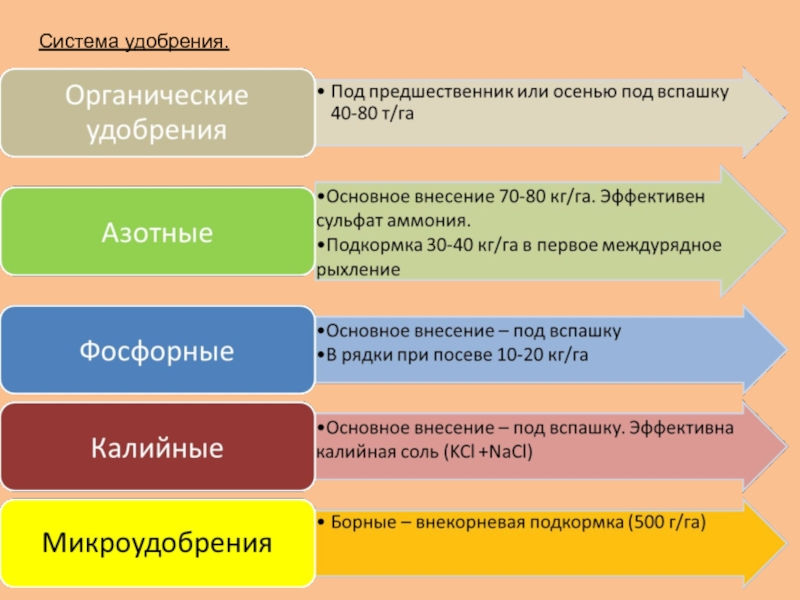 Система удобрения.
Органические
удобрения
• Под предшественник или осенью под вспашку
40-80 т/га
Азотные
•Основное внесение 70-80 кг/га. Эффективен
сульфат аммония.
•Подкормка 30-40 кг/га в первое междурядное
рыхление
Фосфорные
•Основное внесение – под вспашку
•В рядки при посеве 10-20 кг/га
Калийные
•Основное внесение – под вспашку. Эффективна
калийная соль (KCl +NaCl)
Микроудобрения
• Борные – внекорневая подкормка (500 г/га)